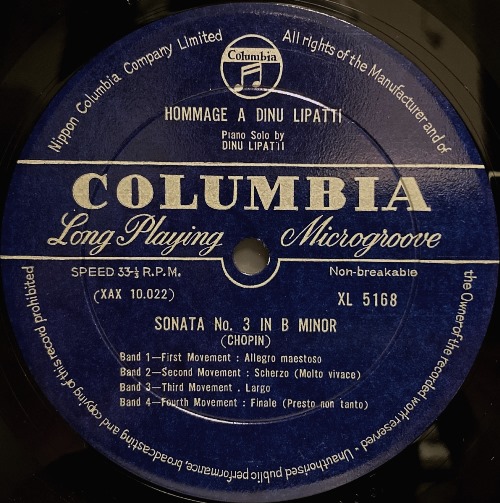 Nippon Columbia Company Limited
All rights of the Manufacturer and of
the Owner of the recorded work reserved - Unauthorised public performance, broadcasting and copying of this record prohibited
Columbia
HOMMAGE A DINU LIPATTI
Piano Solo by
DINU LIPATTI
COLUMBIA
Long Playing Microgroove
SPEED 33-⅓ R.P.M. Non-breakable
(XAX 10.022) XL 5168
SONATA No. 3 IN B MINOR
(CHOPIN)
Band 1—First Movement : Allegro maestoso
Band 2—Second Movement : Scherzo (Molto vivace)
Band 3—Third Movement . Largo
Band 4—Fourth Movement : Finale (Presto non tanto)